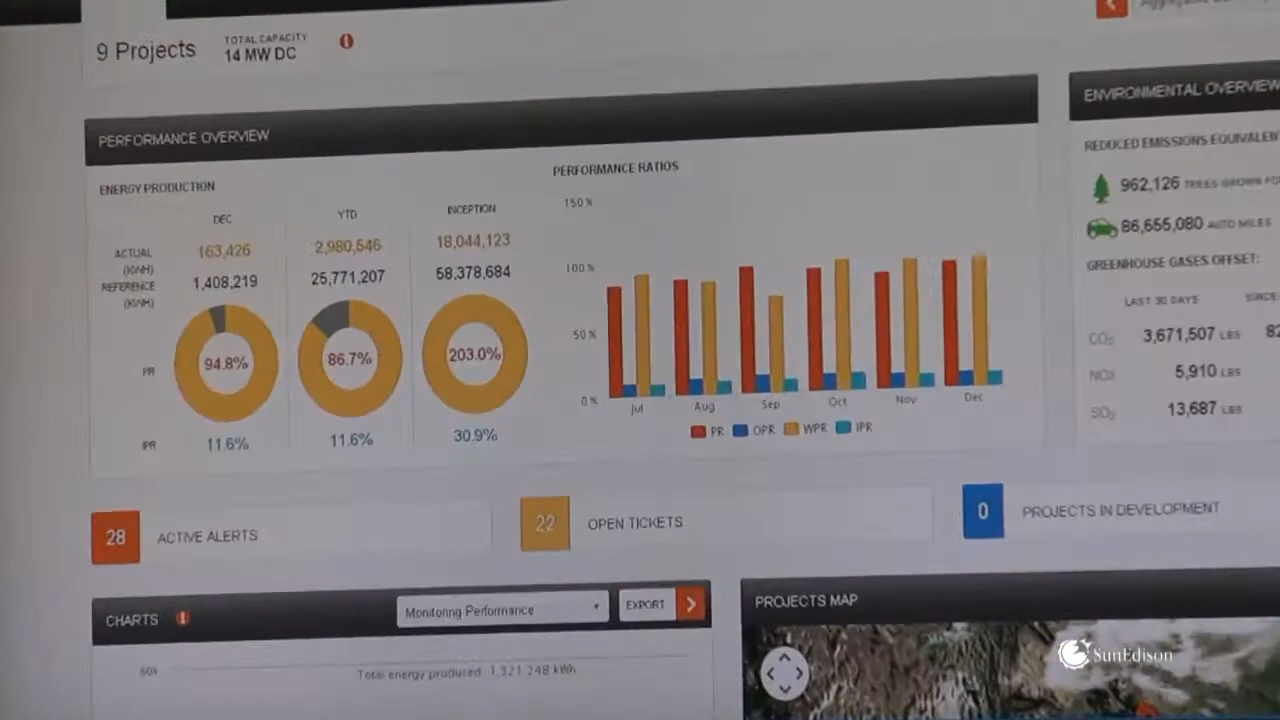 9 Projects
TOTAL CAPACITY
14 MW DC
PERFORMANCE OVERVIEW
ENERGY PRODUCTION
DEC
YTD
INCEPTION
ACTUAL
(KWH)
163,426
2,980,546
18,044,123
REFERENCE
(KWH)
1,408,219
25,771,207
58,378,684
PR
94.8%
86.7%
203.0%
IPR
11.6%
11.6%
30.9%
PERFORMANCE RATIOS
150 %
100 %
50 %
0 %
Jul
Aug
Sep
Oct
Nov
Dec
PR
OPR
WPR
IPR
ENVIRONMENTAL OVERVIEW
REDUCED EMISSIONS EQUIVALEN
962,126 TREES GROWN FO
86,655,080 AUTO MILES
GREENHOUSE GASES OFFSET:
LAST 30 DAYS
SINCE
CO₂
3,671,507 LBS
82
NOx
5,910 LBS
SO₂
13,687 LBS
28
ACTIVE ALERTS
22
OPEN TICKETS
0
PROJECTS IN DEVELOPMENT
CHARTS
Monitoring Performance
EXPORT
60k
Total energy produced: 1,321,248 kWh
PROJECTS MAP
SunEdison